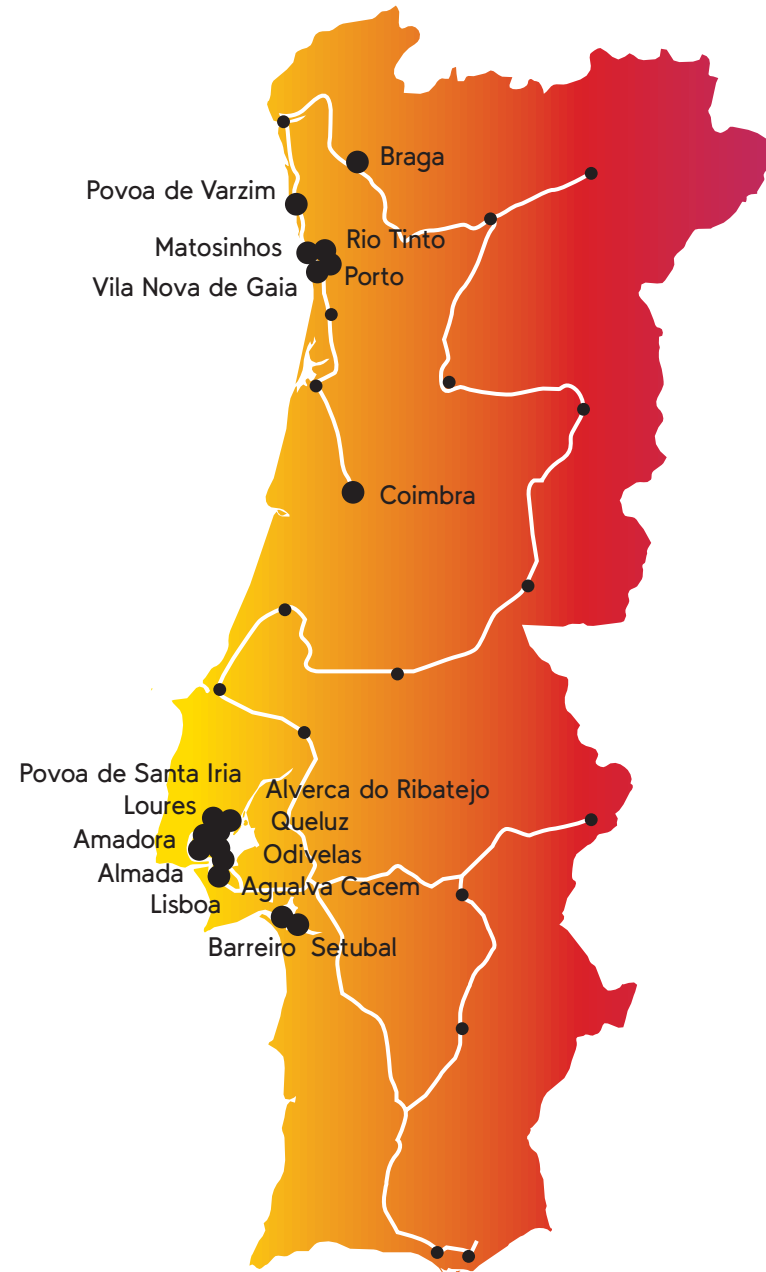 Braga
Povoa de Varzim
Rio Tinto
Matosinhos
Porto
Vila Nova de Gaia
Coimbra
Povoa de Santa Iria
Alverca do Ribatejo
Loures
Queluz
Amadora
Odivelas
Almada
Agualva Cacem
Lisboa
Barreiro Setubal